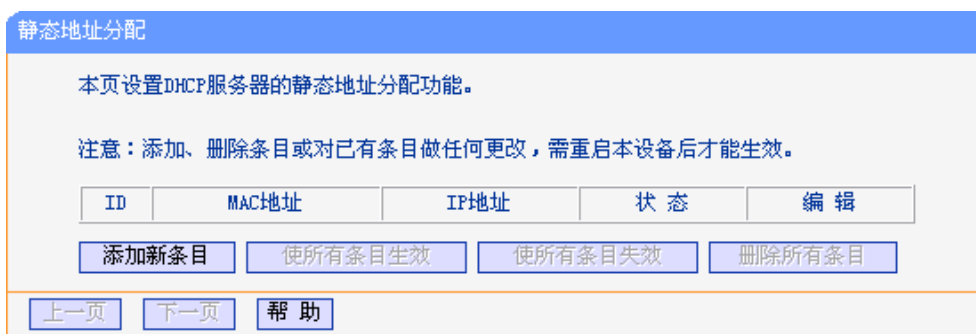 静态地址分配
本页设置DHCP服务器的静态地址分配功能。
注意：添加、删除条目或对已有条目做任何更改，需重启本设备后才能生效。
ID MAC地址 IP地址 状 态 编 辑
添加新条目 使所有条目生效 使所有条目失效 删除所有条目
上一页 下一页 帮 助